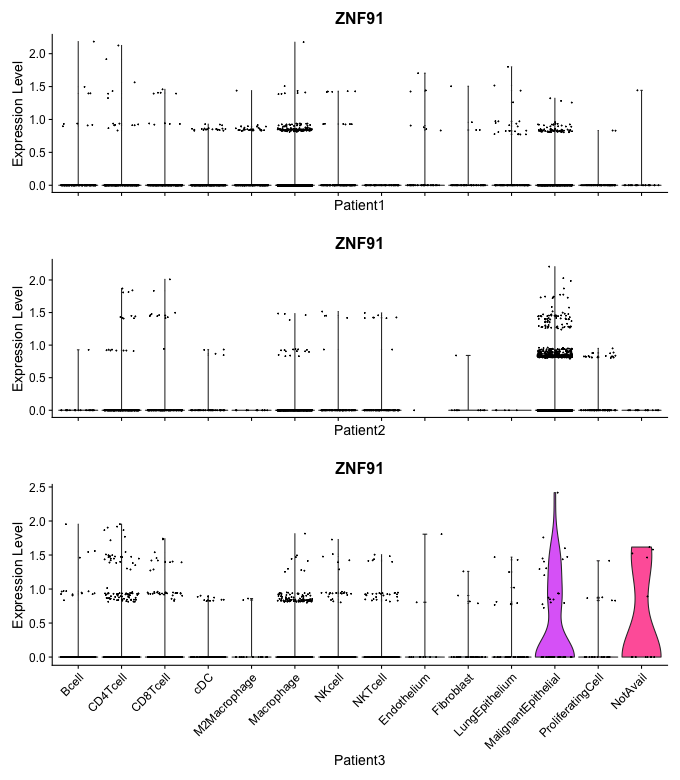 ZNF91
Expression Level
2.0
1.5
1.0
0.5
0.0
Patient1
ZNF91
Expression Level
2.0
1.5
1.0
0.5
0.0
Patient2
ZNF91
Expression Level
2.5
2.0
1.5
1.0
0.5
0.0
Bcell
CD4Tcell
CD8Tcell
cDC
M2Macrophage
Macrophage
NKcell
NKTcell
Endothelium
Fibroblast
LungEpithelium
MalignantEpithelial
ProliferatingCell
NotAvail
Patient3